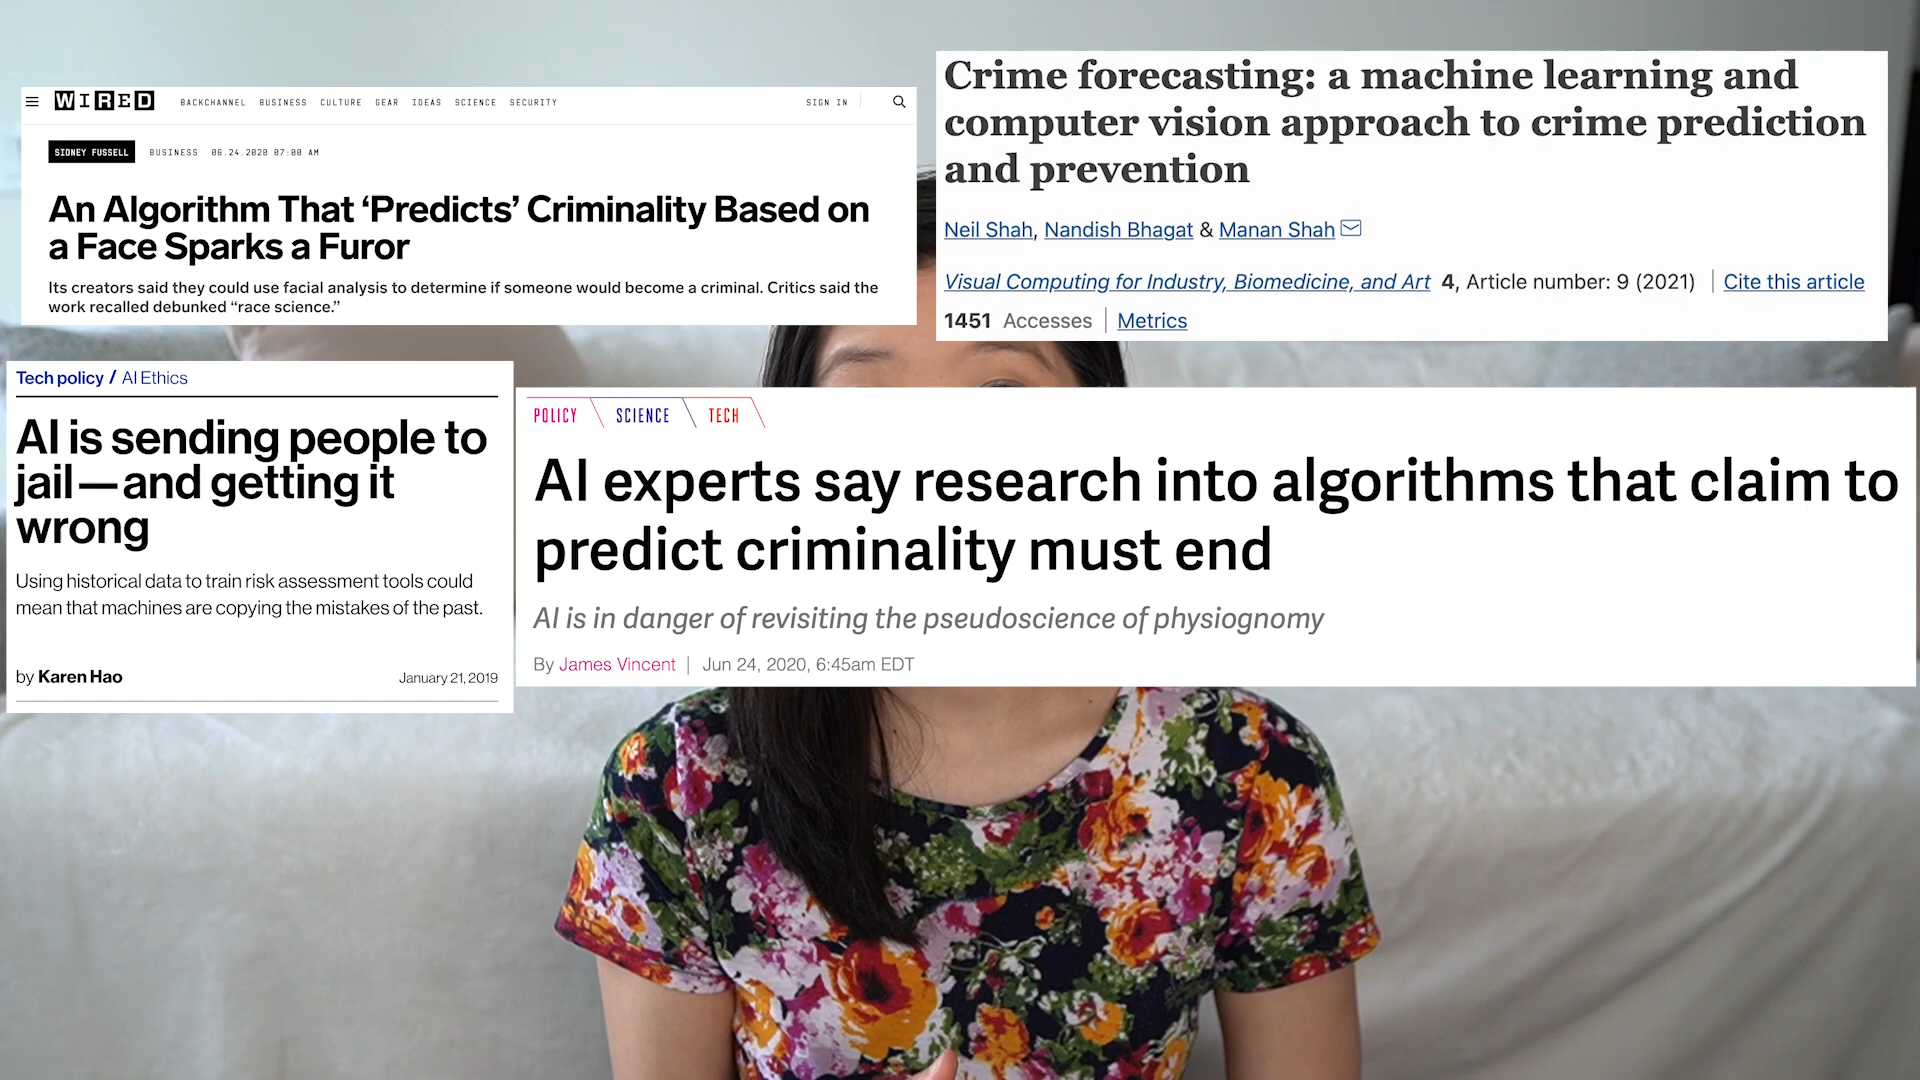 WIRED
BACKCHANNEL BUSINESS CULTURE GEAR IDEAS SCIENCE SECURITY
SIGN IN
SIDNEY FUSSELL BUSINESS 06.24.2020 07:00 AM
An Algorithm That ‘Predicts’ Criminality Based on
a Face Sparks a Furor
Its creators said they could use facial analysis to determine if someone would become a criminal. Critics said the
work recalled debunked “race science.”
Crime forecasting: a machine learning and
computer vision approach to crime prediction
and prevention
Neil Shah, Nandish Bhagat & Manan Shah
Visual Computing for Industry, Biomedicine, and Art 4, Article number: 9 (2021) | Cite this article
1451 Accesses | Metrics
Tech policy / AI Ethics
AI is sending people to
jail—and getting it
wrong
Using historical data to train risk assessment tools could
mean that machines are copying the mistakes of the past.
by Karen Hao January 21, 2019
POLICY \ SCIENCE \ TECH \
AI experts say research into algorithms that claim to
predict criminality must end
AI is in danger of revisiting the pseudoscience of physiognomy
By James Vincent | Jun 24, 2020, 6:45am EDT